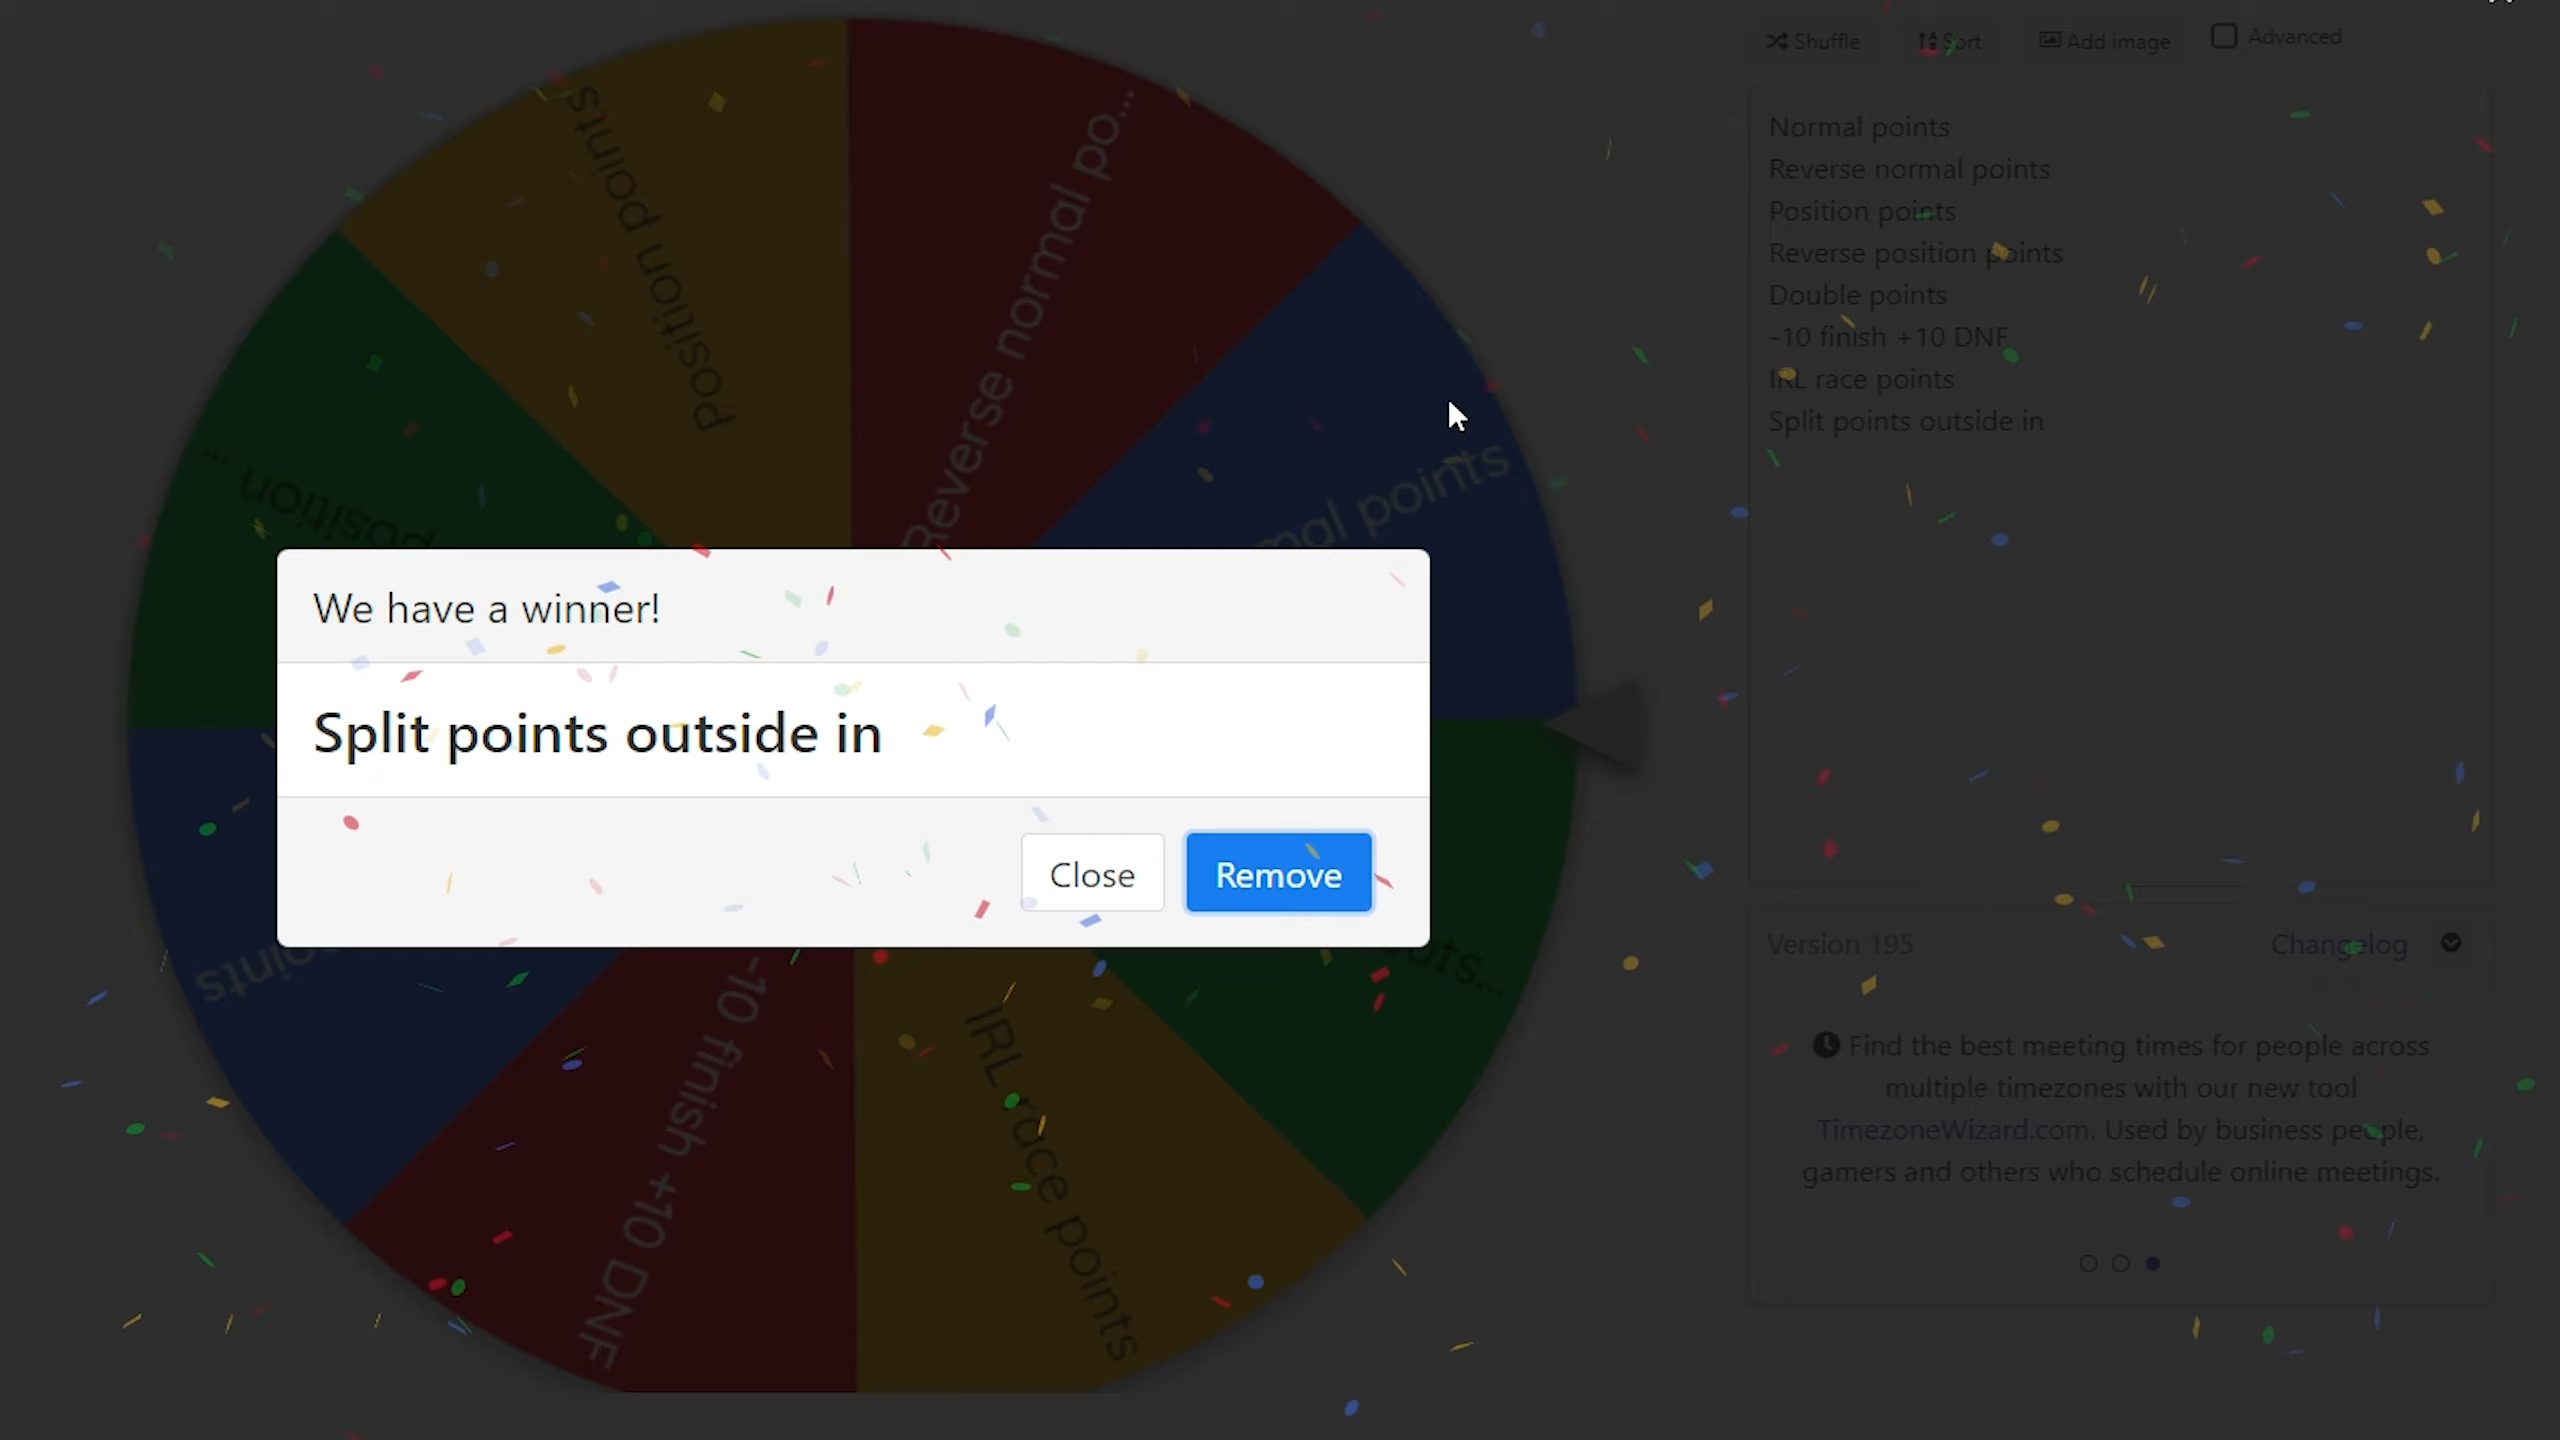 Shuffle
Sort
Add image
Advanced
Normal points
Reverse normal points
Position points
Reverse position points
Double points
-10 finish +10 DNF
IRL race points
Split points outside in
Position points
Reverse normal po...
mal points
position ...
oints
-10 finish +10 DNF
IRL race points
outs...
We have a winner!
Split points outside in
Close
Remove
Version 195
Changelog
Find the best meeting times for people across
multiple timezones with our new tool
TimezoneWizard.com. Used by business people,
gamers and others who schedule online meetings.